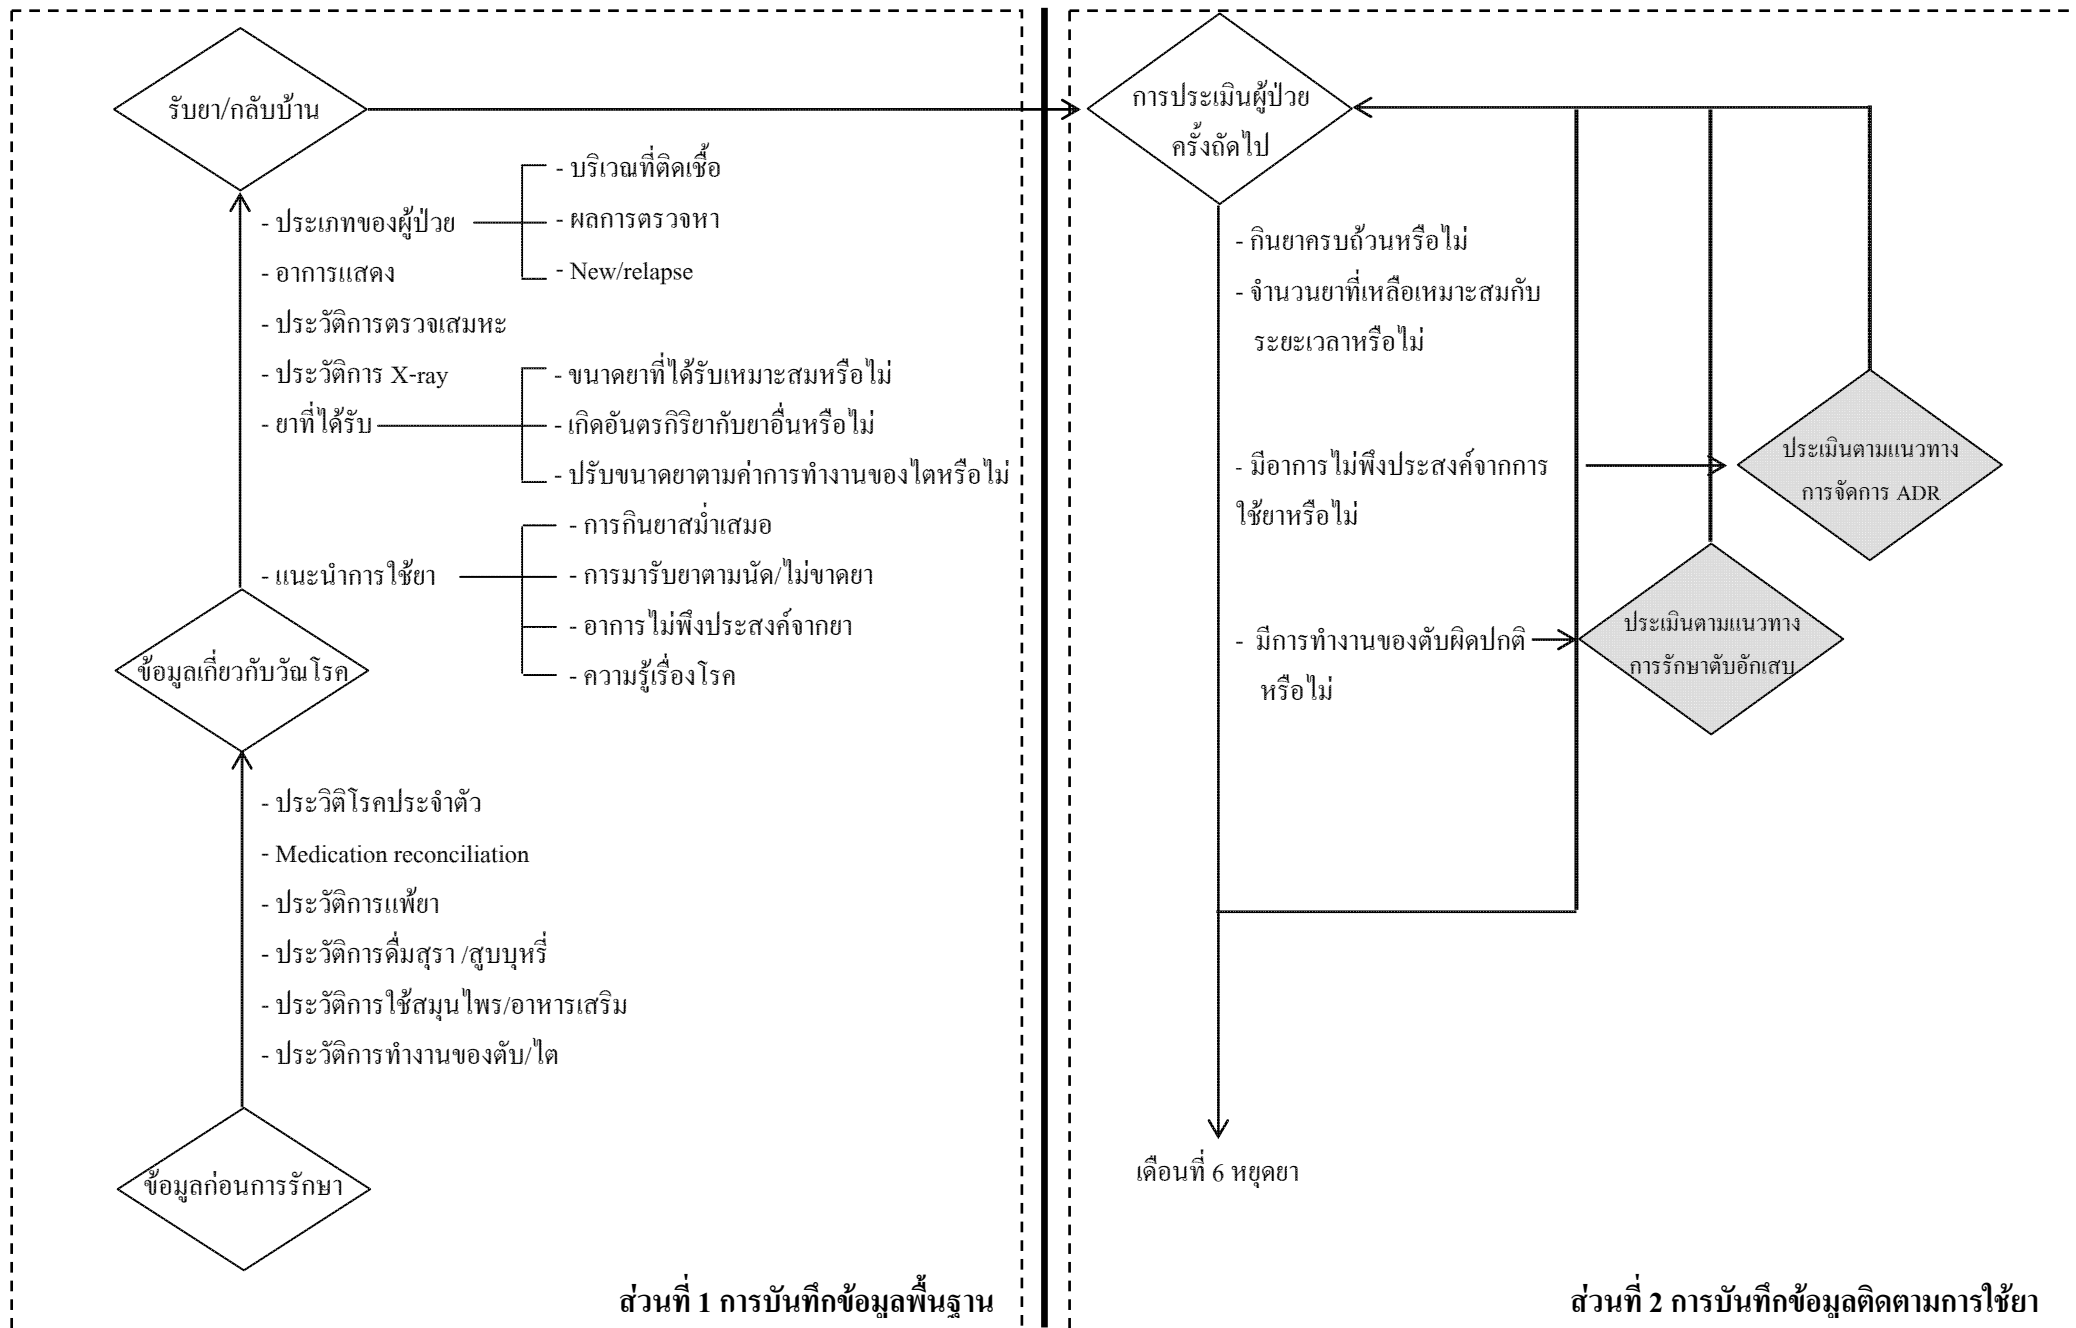 รับยา/กลับบ้าน
- ประเภทของผู้ป่วย
- บริเวณที่ติดเชื้อ
- ผลการตรวจหา
- New/relapse
- อาการแสดง
- ประวัติการตรวจเสมหะ
- ประวัติการ X-ray
- ยาที่ได้รับ
- ขนาดยาที่ได้รับเหมาะสมหรือไม่
- เกิดอันตรกิริยากับยาอื่นหรือไม่
- ปรับขนาดยาตามค่าการทำงานของไตหรือไม่
- แนะนำการใช้ยา
- การกินยาสม่ำเสมอ
- การมารับยาตามนัด/ไม่ขาดยา
- อาการไม่พึงประสงค์จากยา
- ความรู้เรื่องโรค
ข้อมูลเกี่ยวกับวัณโรค
- ประวิติโรคประจำตัว
- Medication reconciliation
- ประวัติการแพ้ยา
- ประวัติการดื่มสุรา /สูบบุหรี่
- ประวัติการใช้สมุนไพร/อาหารเสริม
- ประวัติการทำงานของตับ/ไต
ข้อมูลก่อนการรักษา
ส่วนที่ 1 การบันทึกข้อมูลพื้นฐาน
การประเมินผู้ป่วย
ครั้งถัดไป
- กินยาครบถ้วนหรือไม่
- จำนวนยาที่เหลือเหมาะสมกับ
ระยะเวลาหรือไม่
- มีอาการไม่พึงประสงค์จากการ
ใช้ยาหรือไม่
ประเมินตามแนวทาง
การจัดการ ADR
- มีการทำงานของตับผิดปกติ
หรือไม่
ประเมินตามแนวทาง
การรักษาตับอักเสบ
เดือนที่ 6 หยุดยา
ส่วนที่ 2 การบันทึกข้อมูลติดตามการใช้ยา